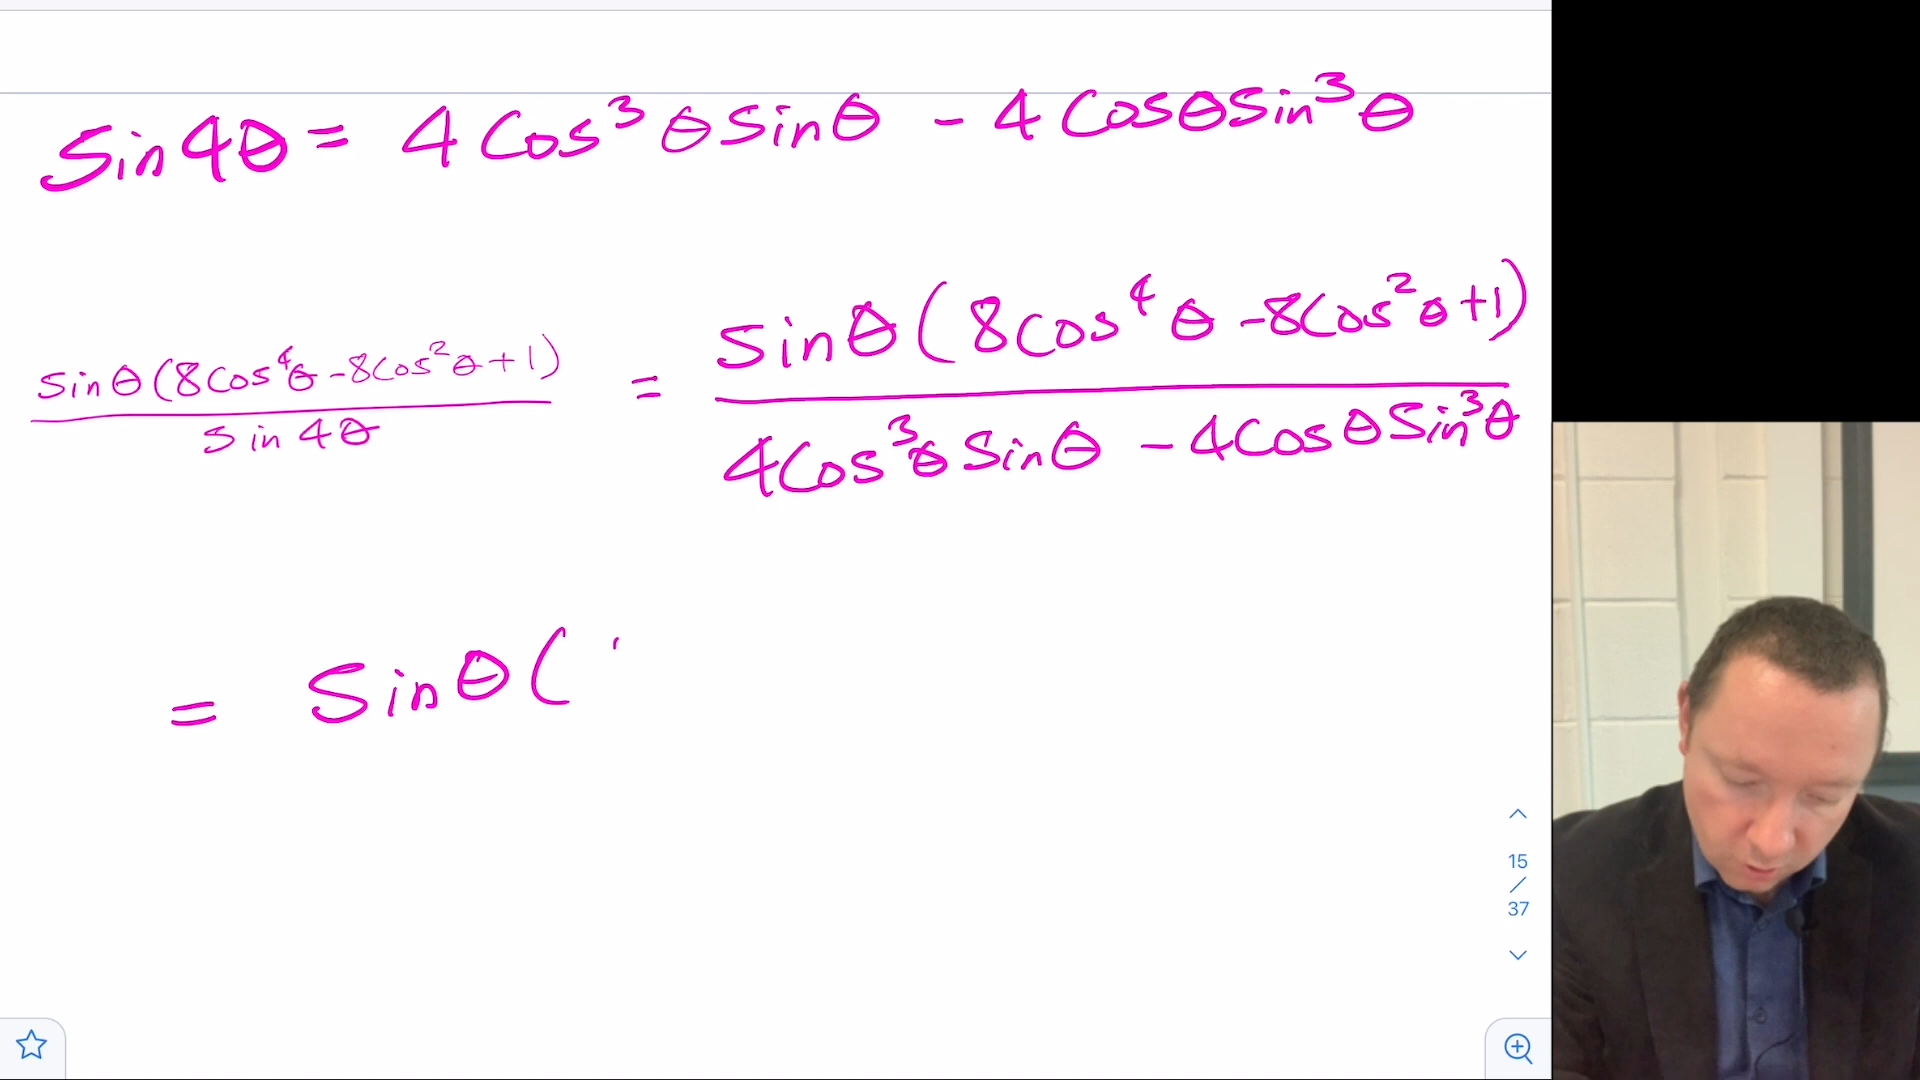 Sin4θ = 4Cos³θSinθ - 4CosθSin³θ
Sinθ(8Cos⁴θ-8Cos²θ+1) / Sin4θ = Sinθ(8Cos⁴θ-8Cos²θ+1) / 4Cos³θSinθ - 4CosθSin³θ
= Sinθ(
15
/
37